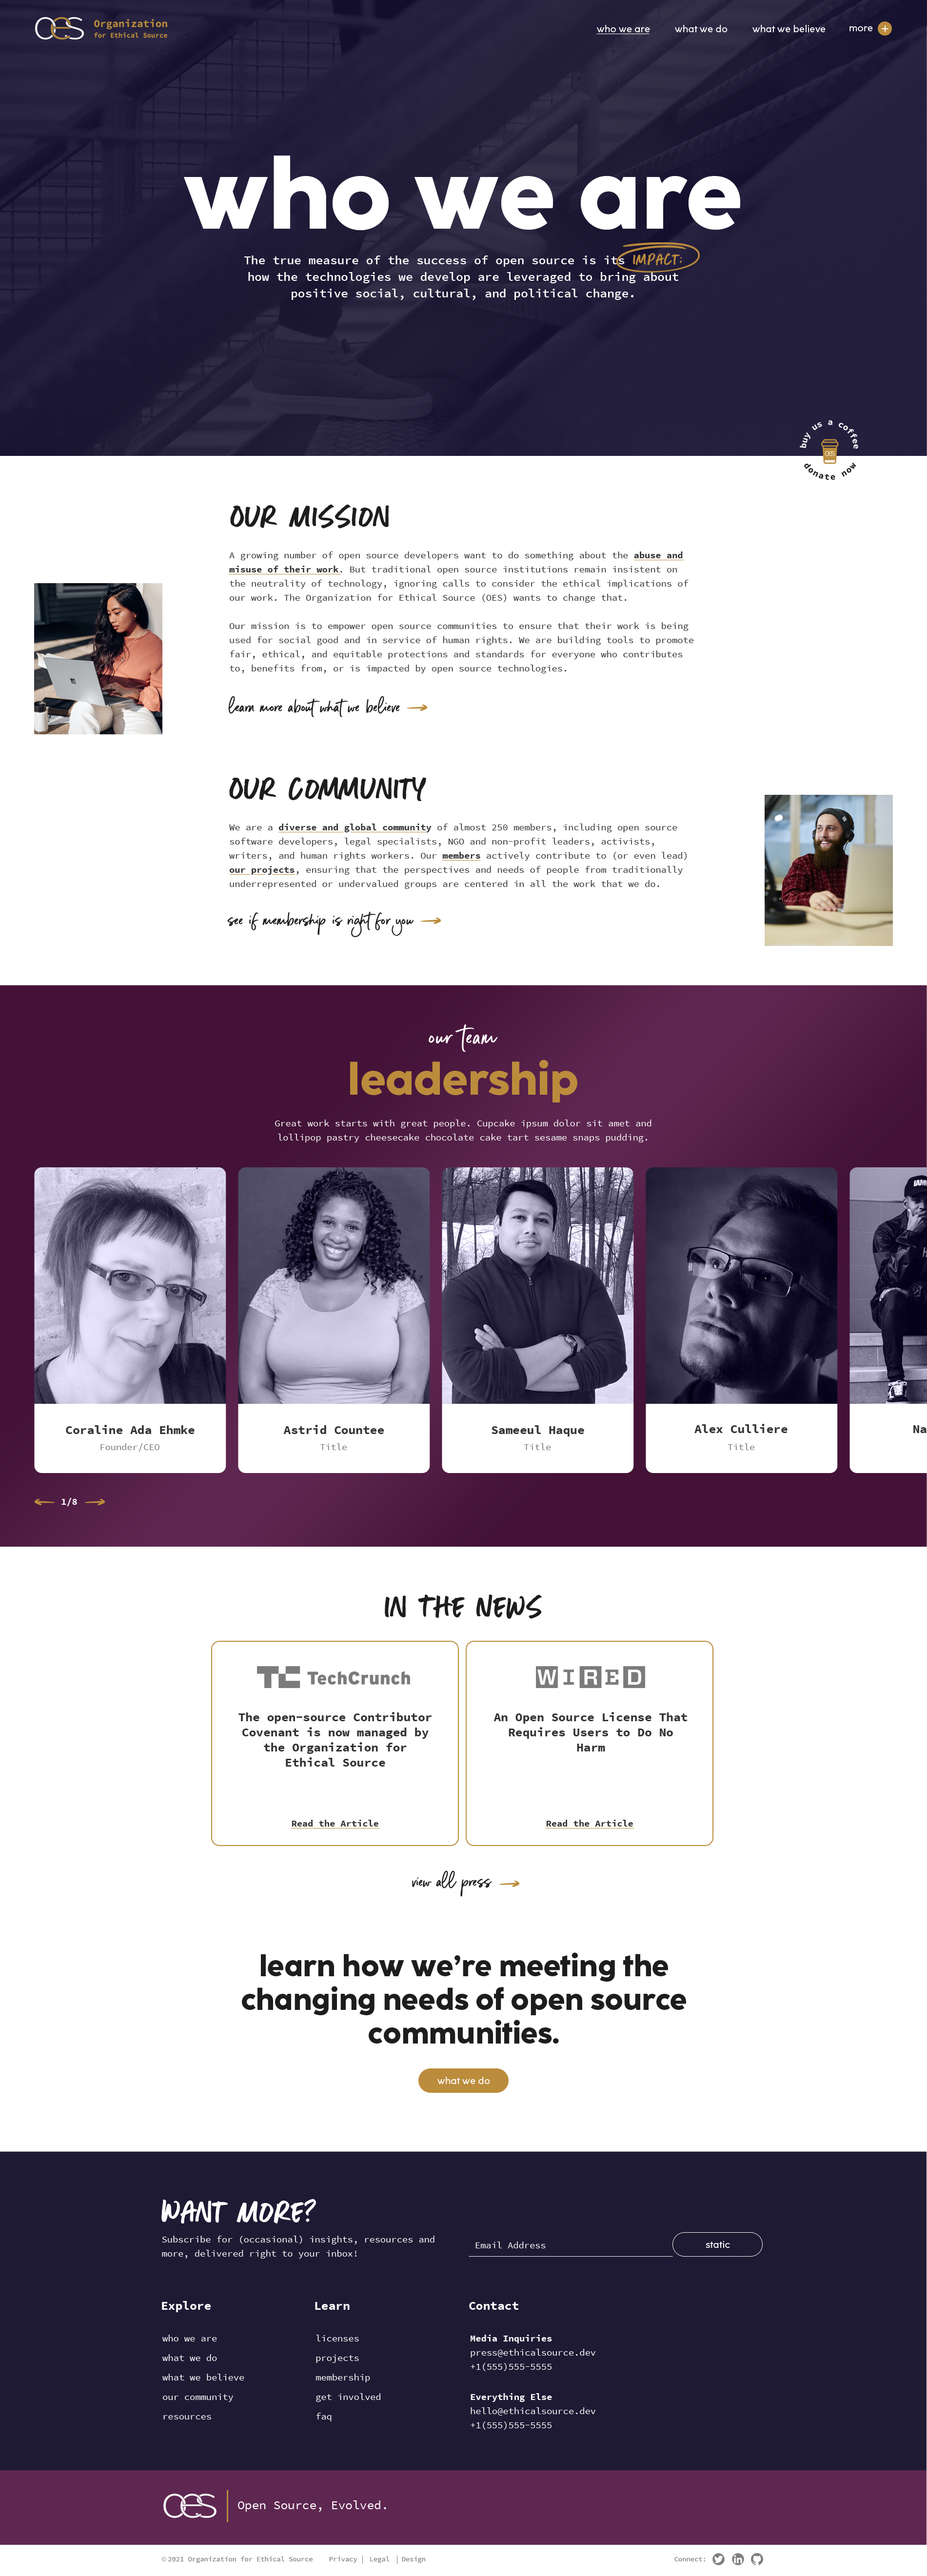 OES Organization
for Ethical Source
who we are
what we do
what we believe
more +
who we are
The true measure of the success of open source is its IMPACT:
how the technologies we develop are leveraged to bring about
positive social, cultural, and political change.
buy us a coffee
OES
donate now
OUR MISSION
A growing number of open source developers want to do something about the abuse and
misuse of their work. But traditional open source institutions remain insistent on
the neutrality of technology, ignoring calls to consider the ethical implications of
our work. The Organization for Ethical Source (OES) wants to change that.
Our mission is to empower open source communities to ensure that their work is being
used for social good and in service of human rights. We are building tools to promote
fair, ethical, and equitable protections and standards for everyone who contributes
to, benefits from, or is impacted by open source technologies.
learn more about what we believe
OUR COMMUNITY
We are a diverse and global community of almost 250 members, including open source
software developers, legal specialists, NGO and non-profit leaders, activists,
writers, and human rights workers. Our members actively contribute to (or even lead)
our projects, ensuring that the perspectives and needs of people from traditionally
underrepresented or undervalued groups are centered in all the work that we do.
see if membership is right for you
our team
leadership
Great work starts with great people. Cupcake ipsum dolor sit amet and
lollipop pastry cheesecake chocolate cake tart sesame snaps pudding.
Coraline Ada Ehmke
Founder/CEO
Astrid Countee
Title
Sameeul Haque
Title
Alex Culliere
Title
Na
1/8
IN THE NEWS
TechCrunch
The open-source Contributor
Covenant is now managed by
the Organization for
Ethical Source
Read the Article
WIRED
An Open Source License That
Requires Users to Do No
Harm
Read the Article
view all press
learn how we’re meeting the
changing needs of open source
communities.
what we do
WANT MORE?
Subscribe for (occasional) insights, resources and
more, delivered right to your inbox!
Email Address
static
Explore
who we are
what we do
what we believe
our community
resources
Learn
licenses
projects
membership
get involved
faq
Contact
Media Inquiries
press@ethicalsource.dev
+1(555)555-5555
Everything Else
hello@ethicalsource.dev
+1(555)555-5555
OES | Open Source, Evolved.
©2021 Organization for Ethical Source
Privacy | Legal | Design
Connect: